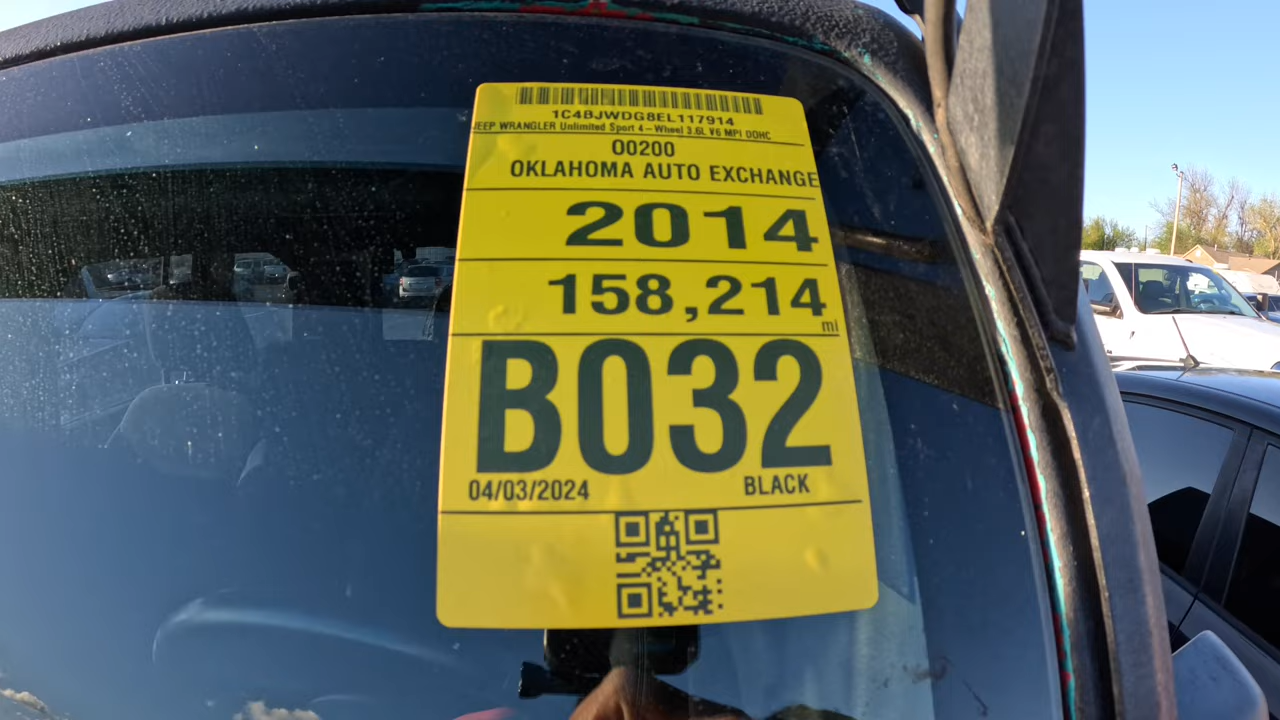 1C4BJWDG8EL117914
JEEP WRANGLER Unlimited Sport 4-Wheel 3.6L V6 MPI DOHC
00200
OKLAHOMA AUTO EXCHANGE
2014
158,214 mi
B032
04/03/2024 BLACK